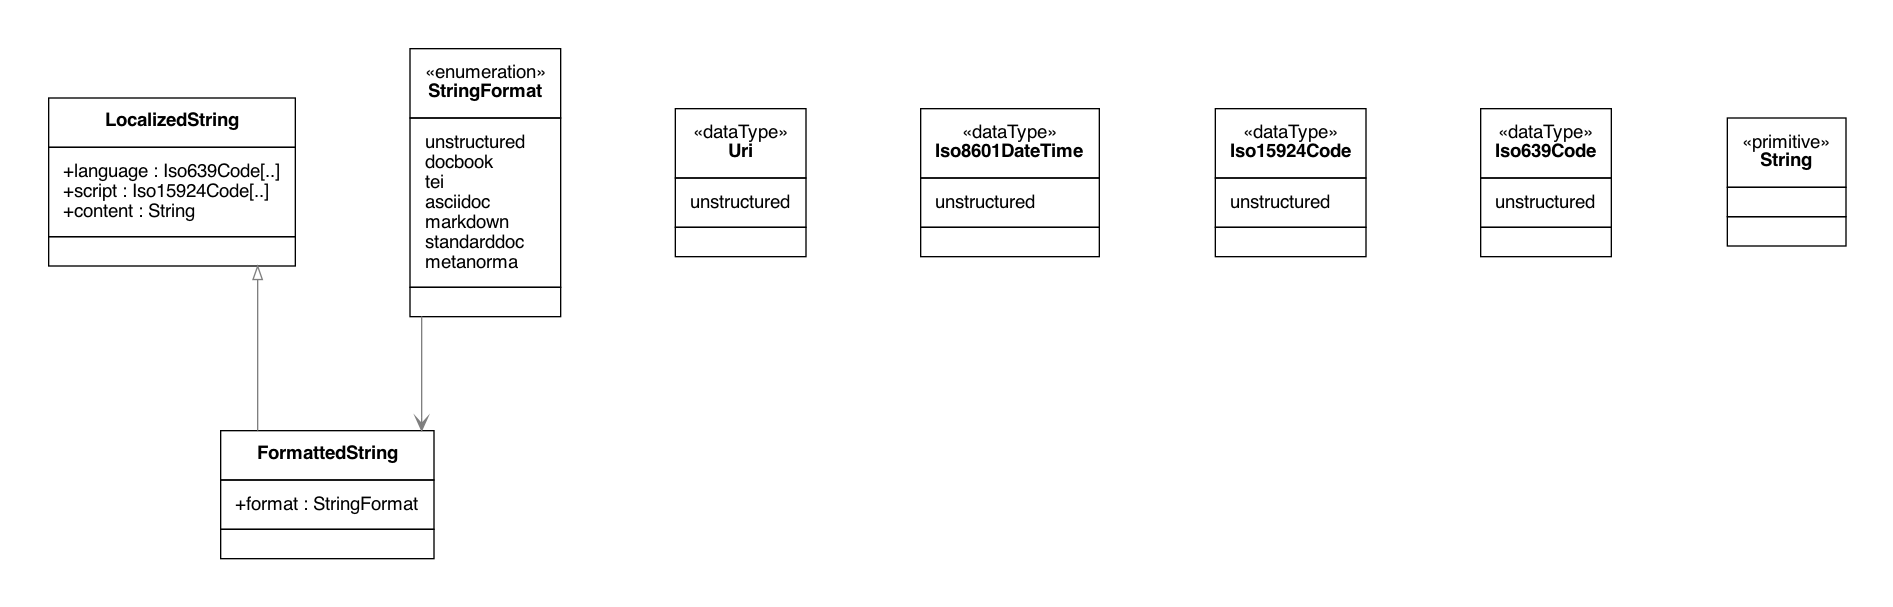 LocalizedString
+language : Iso639Code[..]
+script : Iso15924Code[..]
+content : String
«enumeration»
StringFormat
unstructured
docbook
tei
asciidoc
markdown
standarddoc
metanorma
«dataType»
Uri
unstructured
«dataType»
Iso8601DateTime
unstructured
«dataType»
Iso15924Code
unstructured
«dataType»
Iso639Code
unstructured
«primitive»
String
FormattedString
+format : StringFormat